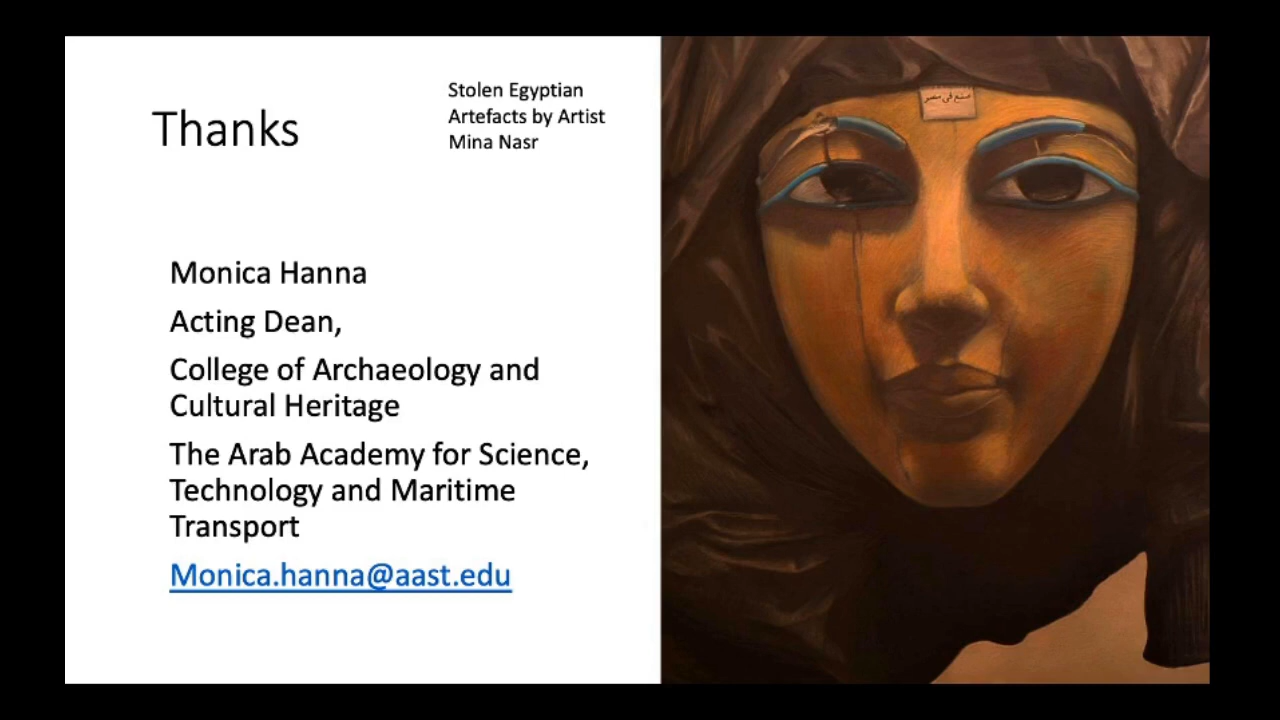 Thanks
Stolen Egyptian
Artefacts by Artist
Mina Nasr
Monica Hanna
Acting Dean,
College of Archaeology and
Cultural Heritage
The Arab Academy for Science,
Technology and Maritime
Transport
Monica.hanna@aast.edu
صنع في مصر